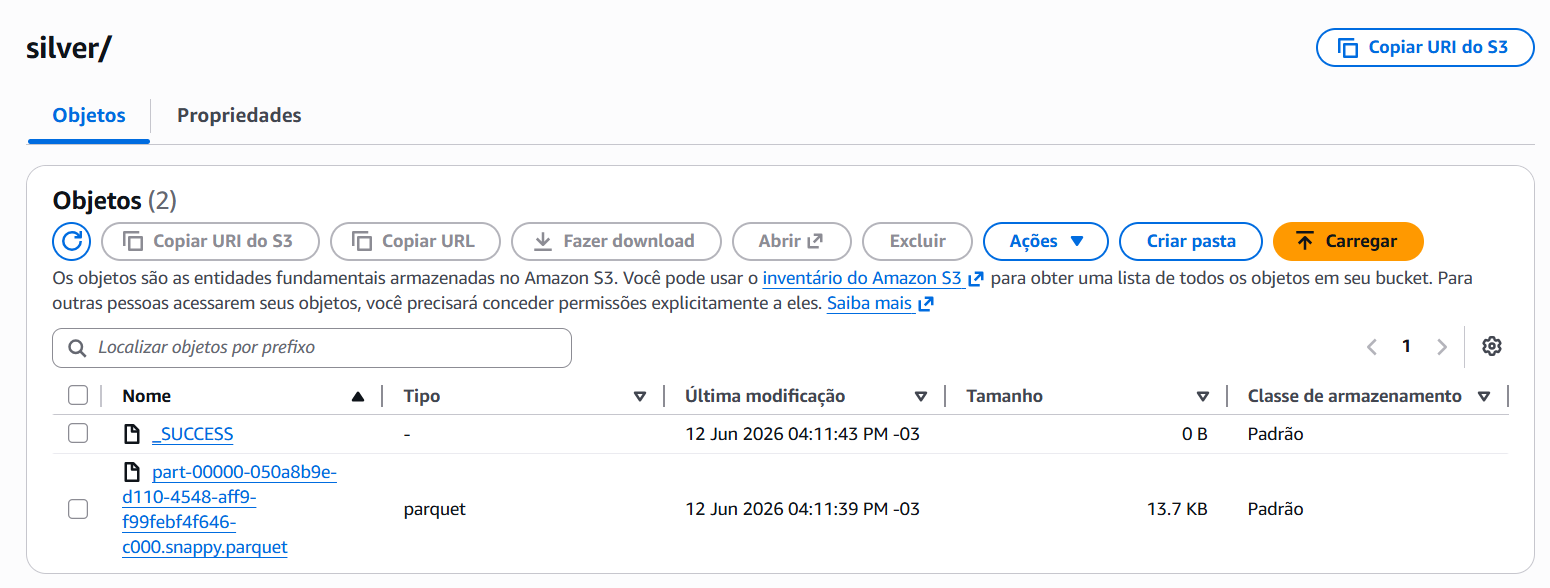 silver/
Copiar URI do S3
Objetos
Propriedades
Objetos (2)
Copiar URI do S3
Copiar URL
Fazer download
Abrir
Excluir
Ações
Criar pasta
Carregar
Os objetos são as entidades fundamentais armazenadas no Amazon S3. Você pode usar o inventário do Amazon S3 para obter uma lista de todos os objetos em seu bucket. Para
outras pessoas acessarem seus objetos, você precisará conceder permissões explicitamente a eles. Saiba mais
Localizar objetos por prefixo
1
Nome
Tipo
Última modificação
Tamanho
Classe de armazenamento
_SUCCESS
-
12 Jun 2026 04:11:43 PM -03
0 B
Padrão
part-00000-050a8b9e-
d110-4548-aff9-
f99febf4f646-
c000.snappy.parquet
parquet
12 Jun 2026 04:11:39 PM -03
13.7 KB
Padrão